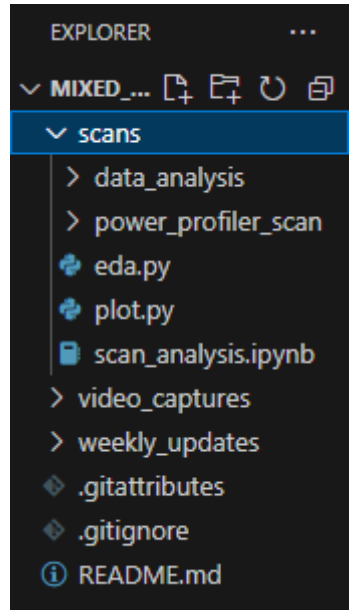 EXPLORER ...
MIXED_...
scans
data_analysis
power_profiler_scan
eda.py
plot.py
scan_analysis.ipynb
video_captures
weekly_updates
.gitattributes
.gitignore
README.md